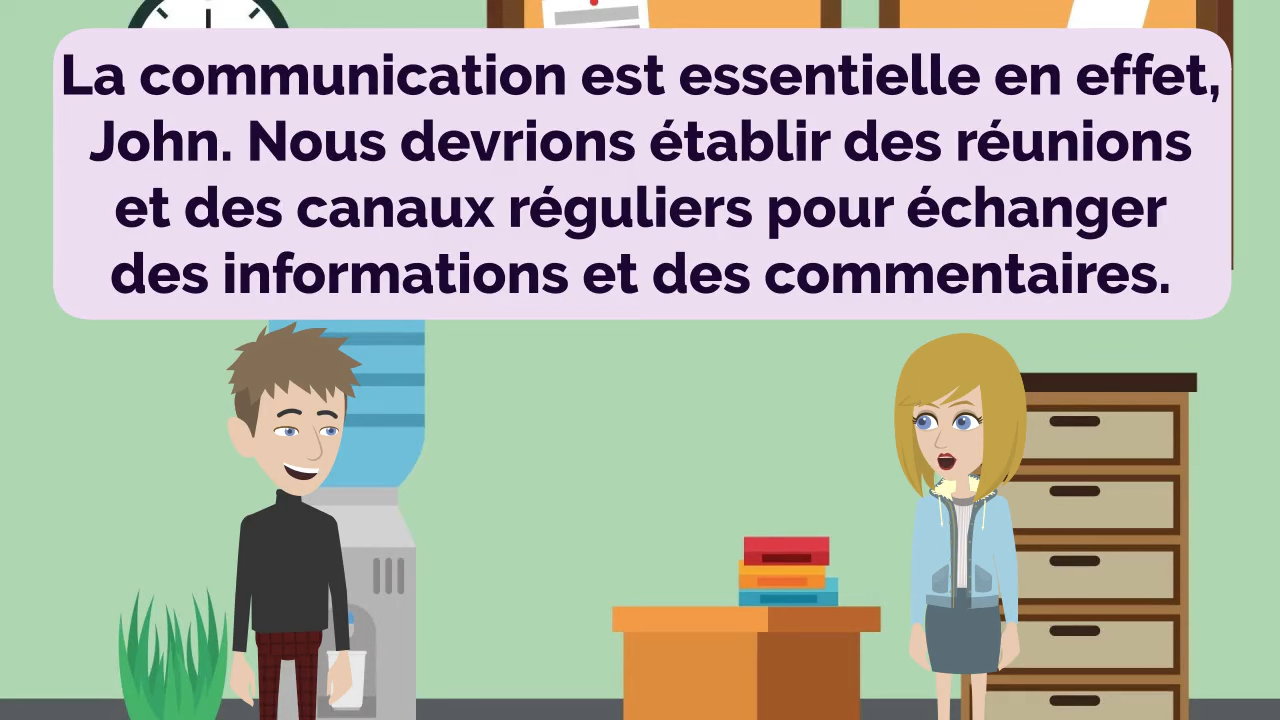 La communication est essentielle en effet,
John. Nous devrions établir des réunions
et des canaux réguliers pour échanger
des informations et des commentaires.